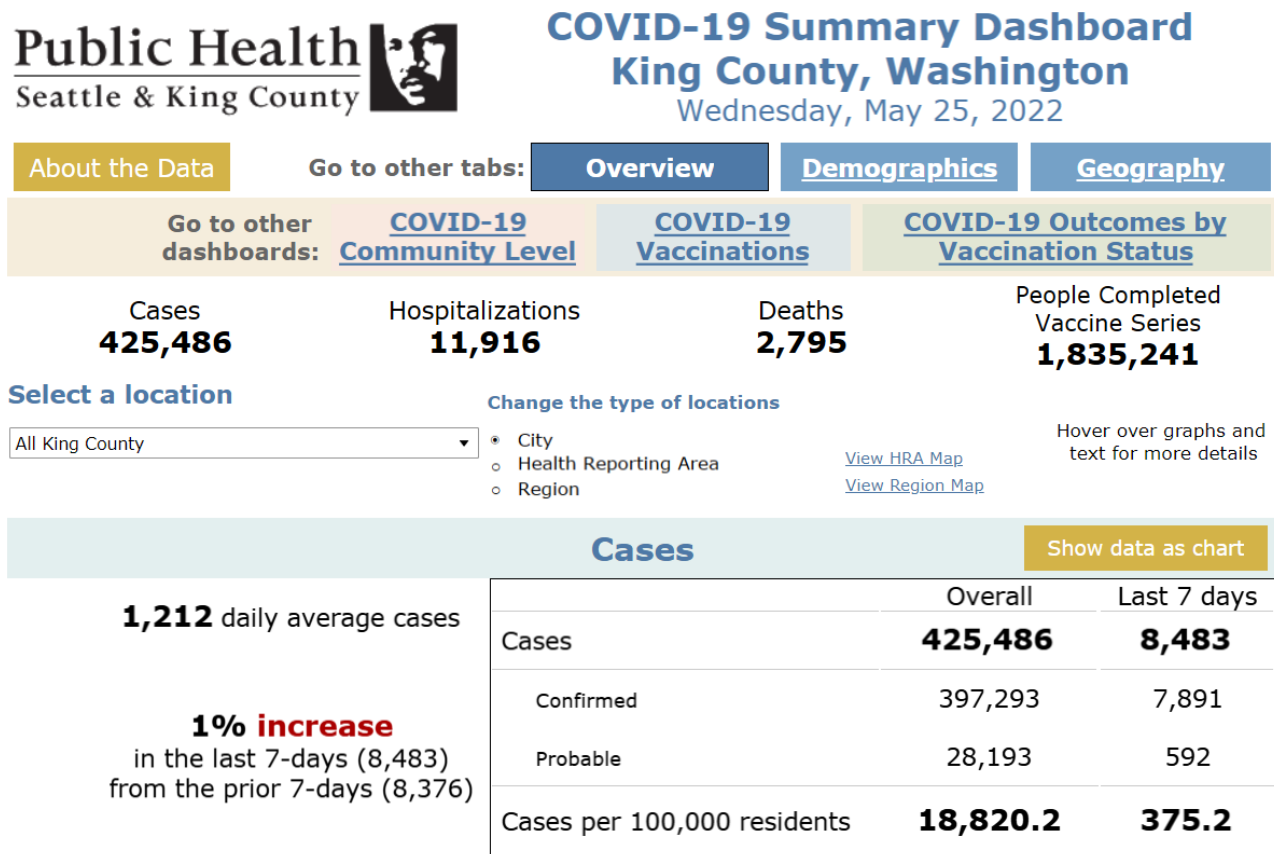 Public Health
Seattle & King County
COVID-19 Summary Dashboard
King County, Washington
Wednesday, May 25, 2022
About the Data
Go to other tabs:
Overview
Demographics
Geography
Go to other
dashboards:
COVID-19
Community Level
COVID-19
Vaccinations
COVID-19 Outcomes by
Vaccination Status
Cases
425,486
Hospitalizations
11,916
Deaths
2,795
People Completed
Vaccine Series
1,835,241
Select a location
All King County
Change the type of locations
City
Health Reporting Area
Region
View HRA Map
View Region Map
Hover over graphs and
text for more details
Cases
Show data as chart
1,212 daily average cases
1% increase
in the last 7-days (8,483)
from the prior 7-days (8,376)
Overall Last 7 days
Cases 425,486 8,483
Confirmed 397,293 7,891
Probable 28,193 592
Cases per 100,000 residents 18,820.2 375.2